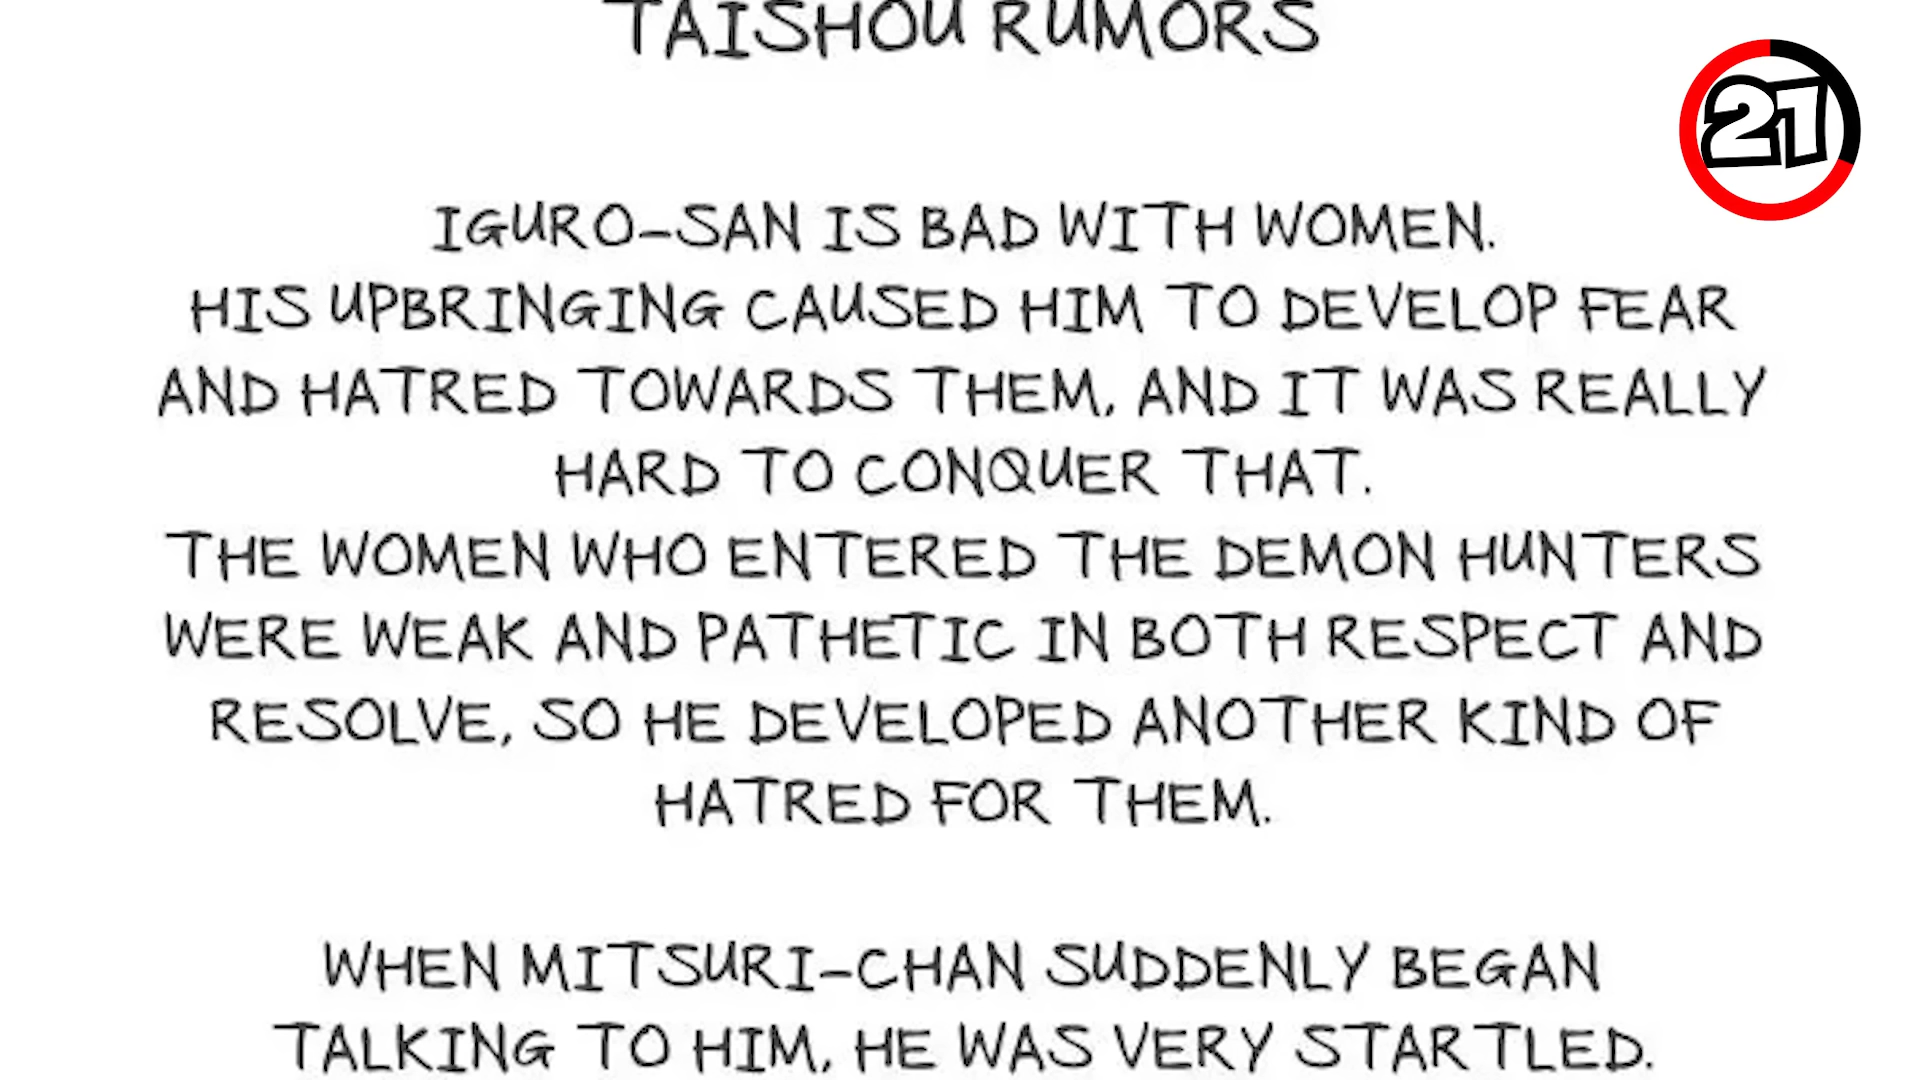 TAISHOU RUMORS
21
IGURO-SAN IS BAD WITH WOMEN.
HIS UPBRINGING CAUSED HIM TO DEVELOP FEAR
AND HATRED TOWARDS THEM, AND IT WAS REALLY
HARD TO CONQUER THAT.
THE WOMEN WHO ENTERED THE DEMON HUNTERS
WERE WEAK AND PATHETIC IN BOTH RESPECT AND
RESOLVE, SO HE DEVELOPED ANOTHER KIND OF
HATRED FOR THEM.
WHEN MITSURI-CHAN SUDDENLY BEGAN
TALKING TO HIM, HE WAS VERY STARTLED.